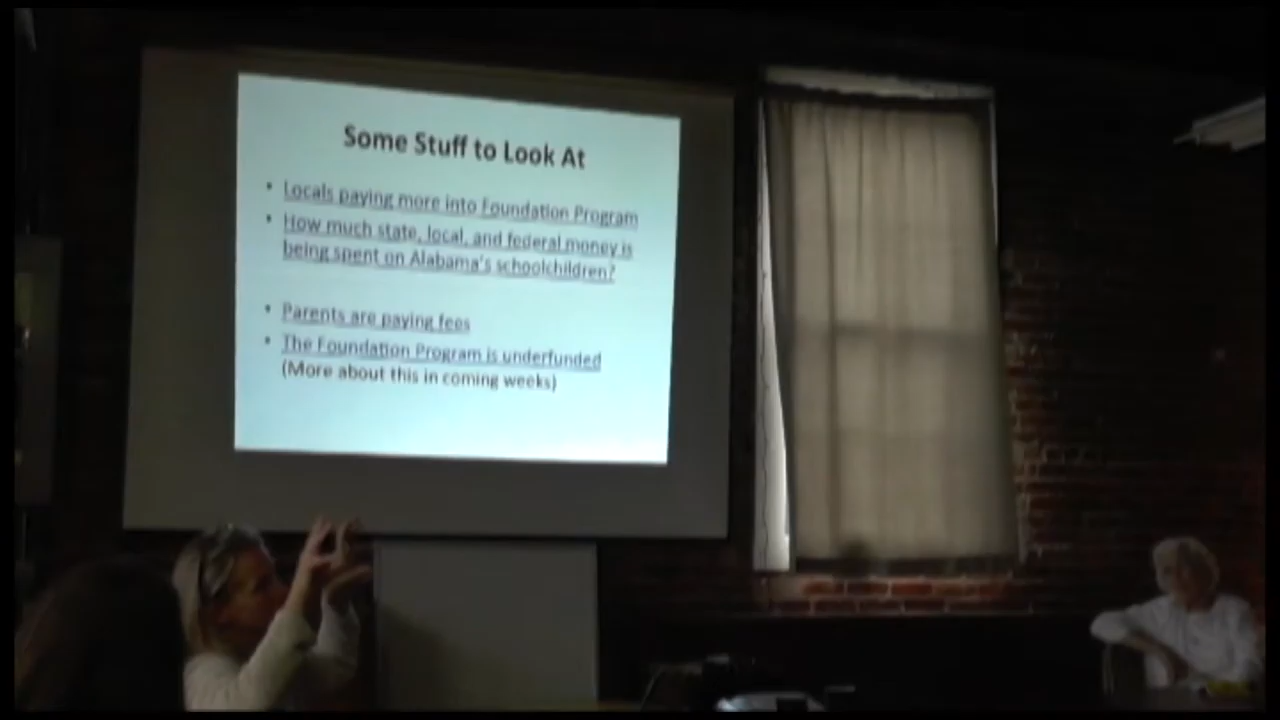 Some Stuff to Look At
• Locals paying more into Foundation Program
• How much state, local, and federal money is
being spent on Alabama's schoolchildren?
• Parents are paying fees
• The Foundation Program is underfunded
(More about this in coming weeks)